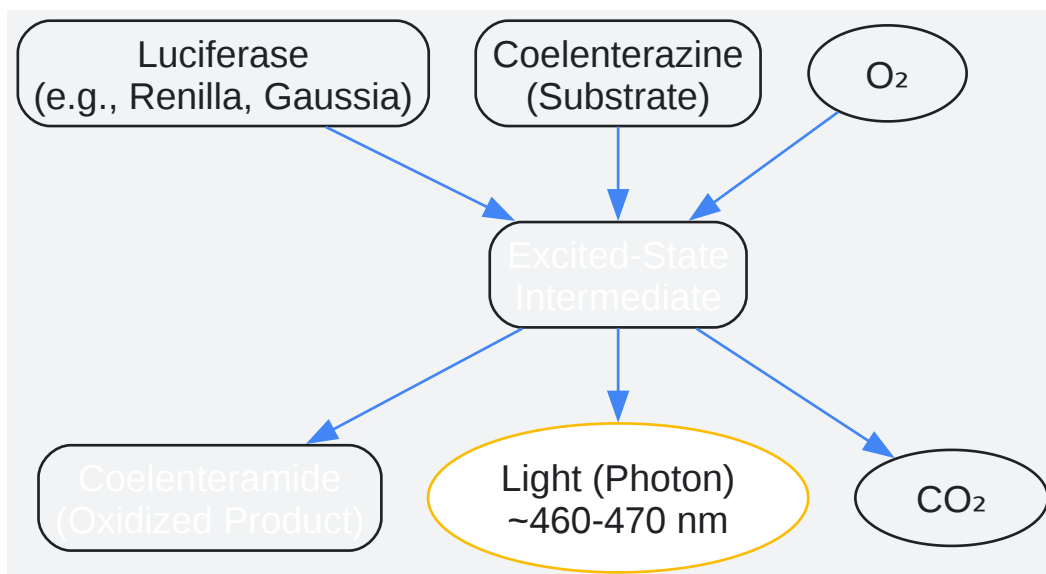 Luciferase
(e.g., Renilla, Gaussia)
Coelenterazine
(Substrate)
O₂
Excited-State
Intermediate
Coelenteramide
(Oxidized Product)
Light (Photon)
~460-470 nm
CO₂